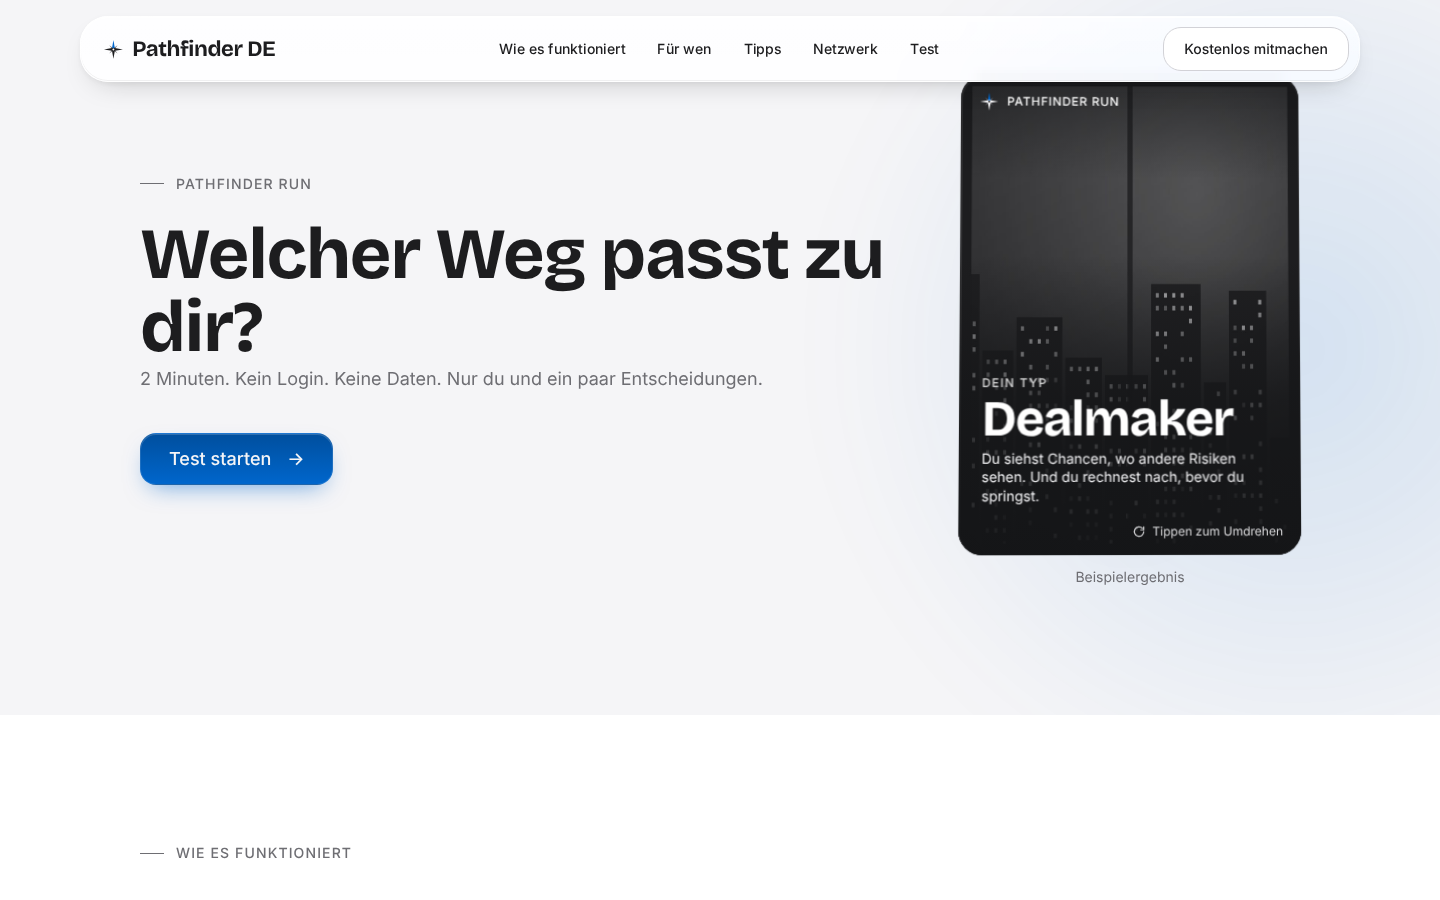 Pathfinder DE
Wie es funktioniert
Für wen
Tipps
Netzwerk
Test
Kostenlos mitmachen
PATHFINDER RUN
Welcher Weg passt zu
dir?
2 Minuten. Kein Login. Keine Daten. Nur du und ein paar Entscheidungen.
Test starten
PATHFINDER RUN
DEIN TYP
Dealmaker
Du siehst Chancen, wo andere Risiken
sehen. Und du rechnest nach, bevor du
springst.
Tippen zum Umdrehen
Beispielergebnis
WIE ES FUNKTIONIERT